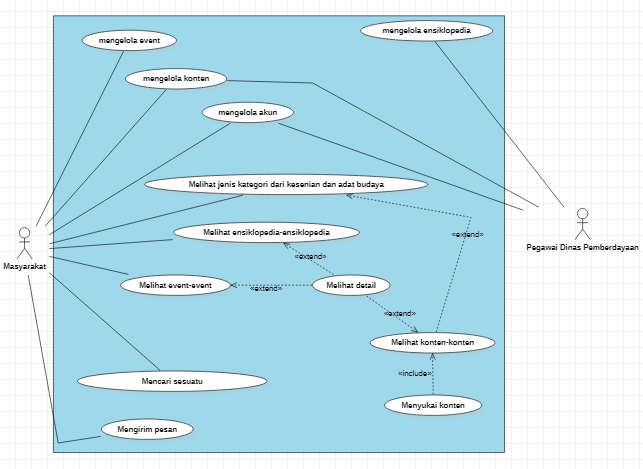 mengelola ensiklopedia
mengelola event
mengelola konten
mengelola akun
Melihat jenis kategori dari kesenian dan adat budaya
Melihat ensiklopedia-ensiklopedia
«extend»
Pegawai Dinas Pemberdayaan
Masyarakat
«extend»
Melihat event-event
«extend»
Melihat detail
«extend»
Melihat konten-konten
«include»
Mencari sesuatu
Menyukai konten
Mengirim pesan